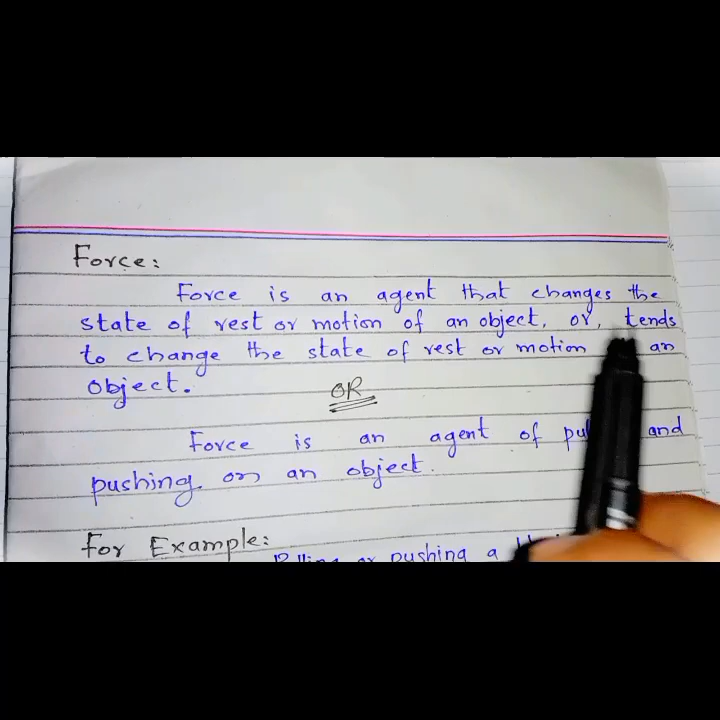 Force:
Force is an agent that changes the
state of rest or motion of an object, or, tends
to change the state of rest or motion an
object.
OR
Force is an agent of and
pushing on an object.
For Example:
or pushing a